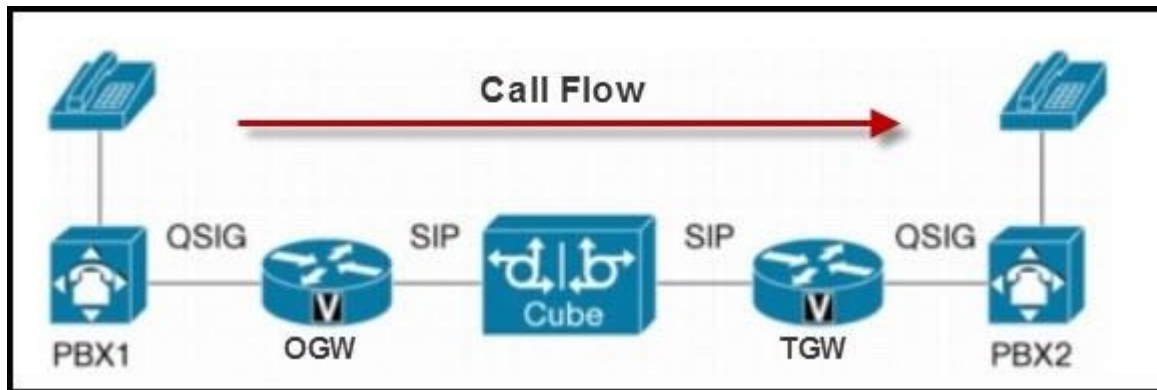 Call Flow
QSIG
SIP
SIP
QSIG
V
Cube
V
PBX1
OGW
TGW
PBX2